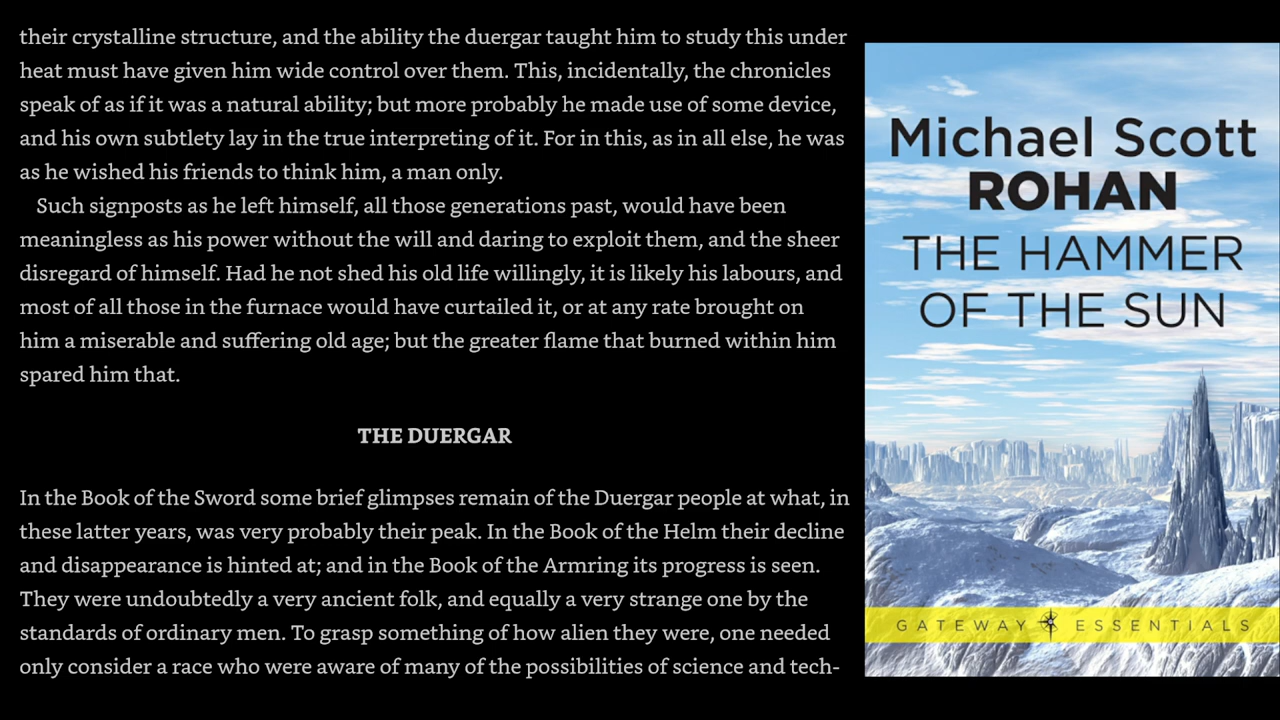 their crystalline structure, and the ability the duergar taught him to study this under
heat must have given him wide control over them. This, incidentally, the chronicles
speak of as if it was a natural ability; but more probably he made use of some device,
and his own subtlety lay in the true interpreting of it. For in this, as in all else, he was
as he wished his friends to think him, a man only.
Such signposts as he left himself, all those generations past, would have been
meaningless as his power without the will and daring to exploit them, and the sheer
disregard of himself. Had he not shed his old life willingly, it is likely his labours, and
most of all those in the furnace would have curtailed it, or at any rate brought on
him a miserable and suffering old age; but the greater flame that burned within him
spared him that.
THE DUERGAR
In the Book of the Sword some brief glimpses remain of the Duergar people at what, in
these latter years, was very probably their peak. In the Book of the Helm their decline
and disappearance is hinted at; and in the Book of the Armring its progress is seen.
They were undoubtedly a very ancient folk, and equally a very strange one by the
standards of ordinary men. To grasp something of how alien they were, one needed
only consider a race who were aware of many of the possibilities of science and tech-
Michael Scott
ROHAN
THE HAMMER
OF THE SUN
GATEWAY ESSENTIALS